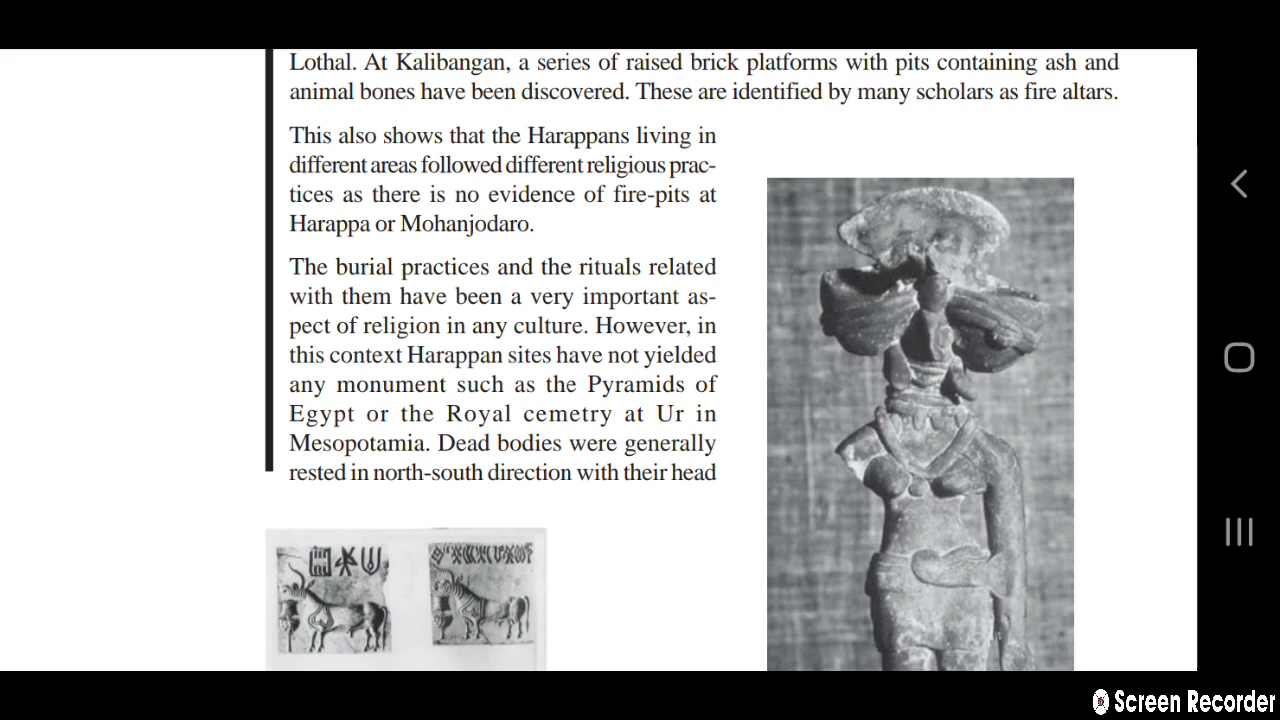 Lothal. At Kalibangan, a series of raised brick platforms with pits containing ash and
animal bones have been discovered. These are identified by many scholars as fire altars.
This also shows that the Harappans living in
different areas followed different religious prac-
tices as there is no evidence of fire-pits at
Harappa or Mohanjodaro.
The burial practices and the rituals related
with them have been a very important as-
pect of religion in any culture. However, in
this context Harappan sites have not yielded
any monument such as the Pyramids of
Egypt or the Royal cemetry at Ur in
Mesopotamia. Dead bodies were generally
rested in north-south direction with their head
Screen Recorder